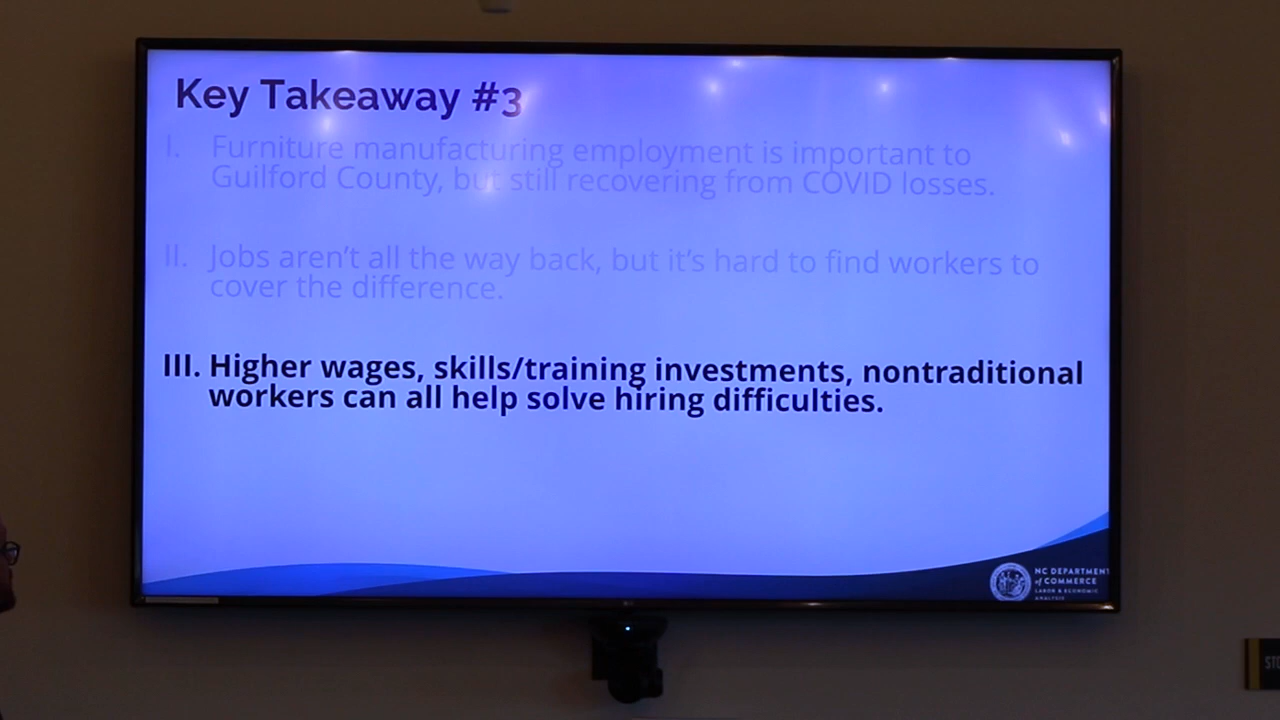 Key Takeaway #3
I. Furniture manufacturing employment is important to
Guilford County, but still recovering from COVID losses.
II. Jobs aren't all the way back, but it's hard to find workers to
cover the difference.
III. Higher wages, skills/training investments, nontraditional
workers can all help solve hiring difficulties.
NC DEPARTMENT
of COMMERCE
LABOR & ECONOMIC
ANALYSIS